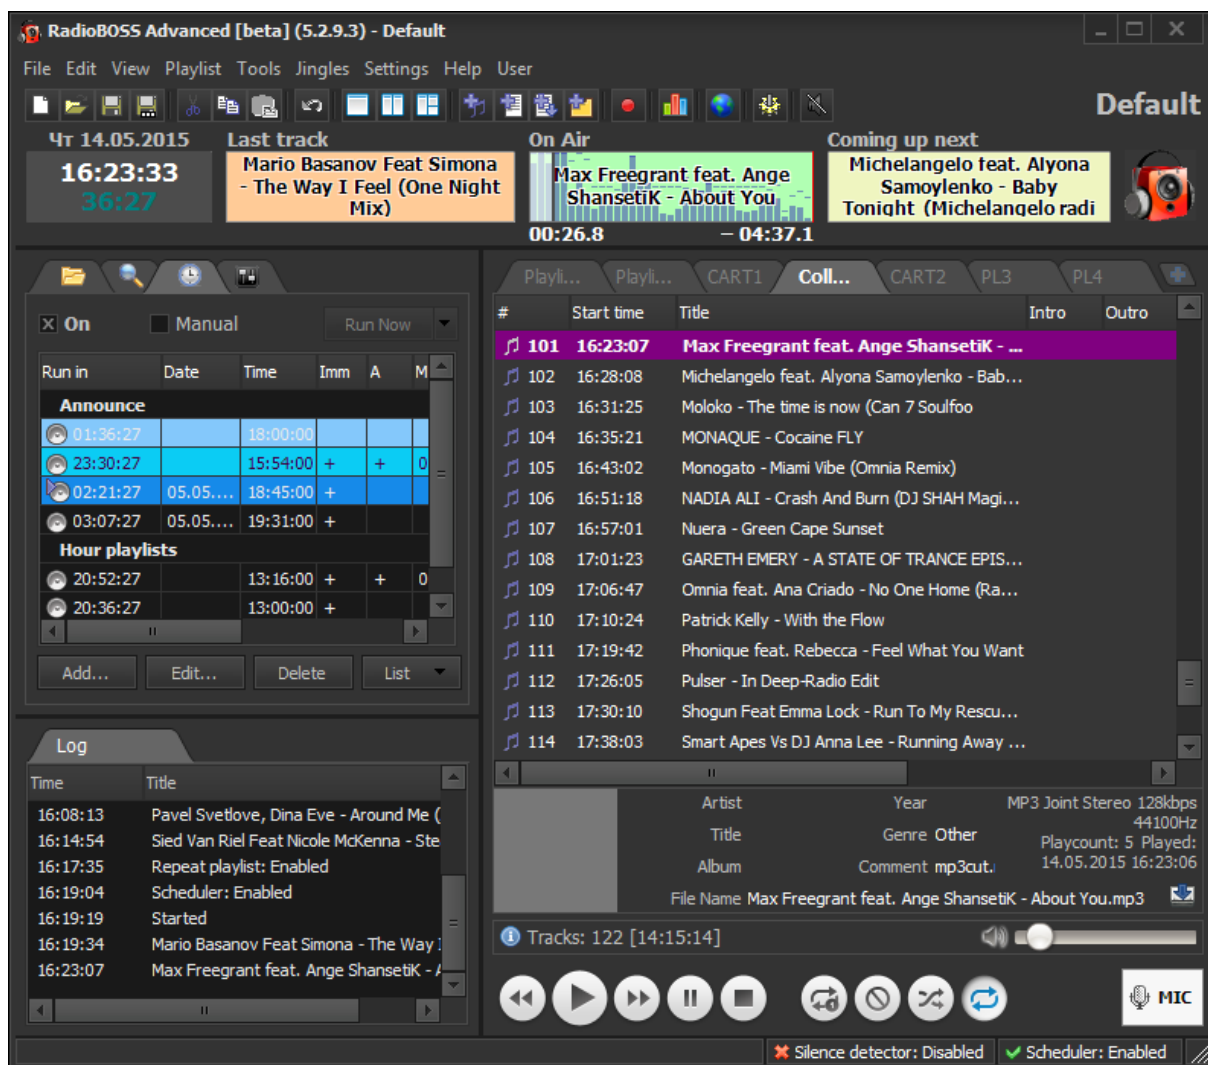 RadioBOSS Advanced [beta] (5.2.9.3) - Default
File Edit View Playlist Tools Jingles Settings Help User
Default
Чт 14.05.2015
16:23:33
36:27
Last track
Mario Basanov Feat Simona
- The Way I Feel (One Night
Mix)
On Air
Max Freegrant feat. Ange
ShansetiK - About You
00:26.8 – 04:37.1
Coming up next
Michelangelo feat. Alyona
Samoylenko - Baby
Tonight (Michelangelo radi
On Manual Run Now
Run in Date Time Imm A M
Announce
01:36:27 18:00:00
23:30:27 15:54:00 + + 0
02:21:27 05.05.... 18:45:00 +
03:07:27 05.05.... 19:31:00 +
Hour playlists
20:52:27 13:16:00 + + 0
20:36:27 13:00:00 +
Add... Edit... Delete List
Log
Time Title
16:08:13 Pavel Svetlove, Dina Eve - Around Me (
16:14:54 Sied Van Riel Feat Nicole McKenna - Ste
16:17:35 Repeat playlist: Enabled
16:19:04 Scheduler: Enabled
16:19:19 Started
16:19:34 Mario Basanov Feat Simona - The Way I
16:23:07 Max Freegrant feat. Ange ShansetiK - A
Playli... Playli... CART1 Coll... CART2 PL3 PL4
# Start time Title Intro Outro
101 16:23:07 Max Freegrant feat. Ange ShansetiK - ...
102 16:28:08 Michelangelo feat. Alyona Samoylenko - Bab...
103 16:31:25 Moloko - The time is now (Can 7 Soulfoo
104 16:35:21 MONAQUE - Cocaine FLY
105 16:43:02 Monogato - Miami Vibe (Omnia Remix)
106 16:51:18 NADIA ALI - Crash And Burn (DJ SHAH Magi...
107 16:57:01 Nuera - Green Cape Sunset
108 17:01:23 GARETH EMERY - A STATE OF TRANCE EPIS...
109 17:06:47 Omnia feat. Ana Criado - No One Home (Ra...
110 17:10:24 Patrick Kelly - With the Flow
111 17:19:42 Phonique feat. Rebecca - Feel What You Want
112 17:26:05 Pulser - In Deep-Radio Edit
113 17:30:10 Shogun Feat Emma Lock - Run To My Rescu...
114 17:38:03 Smart Apes Vs DJ Anna Lee - Running Away ...
Artist Year
Title Genre Other
Album Comment mp3cut.
File Name Max Freegrant feat. Ange ShansetiK - About You.mp3
MP3 Joint Stereo 128kbps
44100Hz
Playcount: 5 Played:
14.05.2015 16:23:06
Tracks: 122 [14:15:14]
MIC
Silence detector: Disabled Scheduler: Enabled